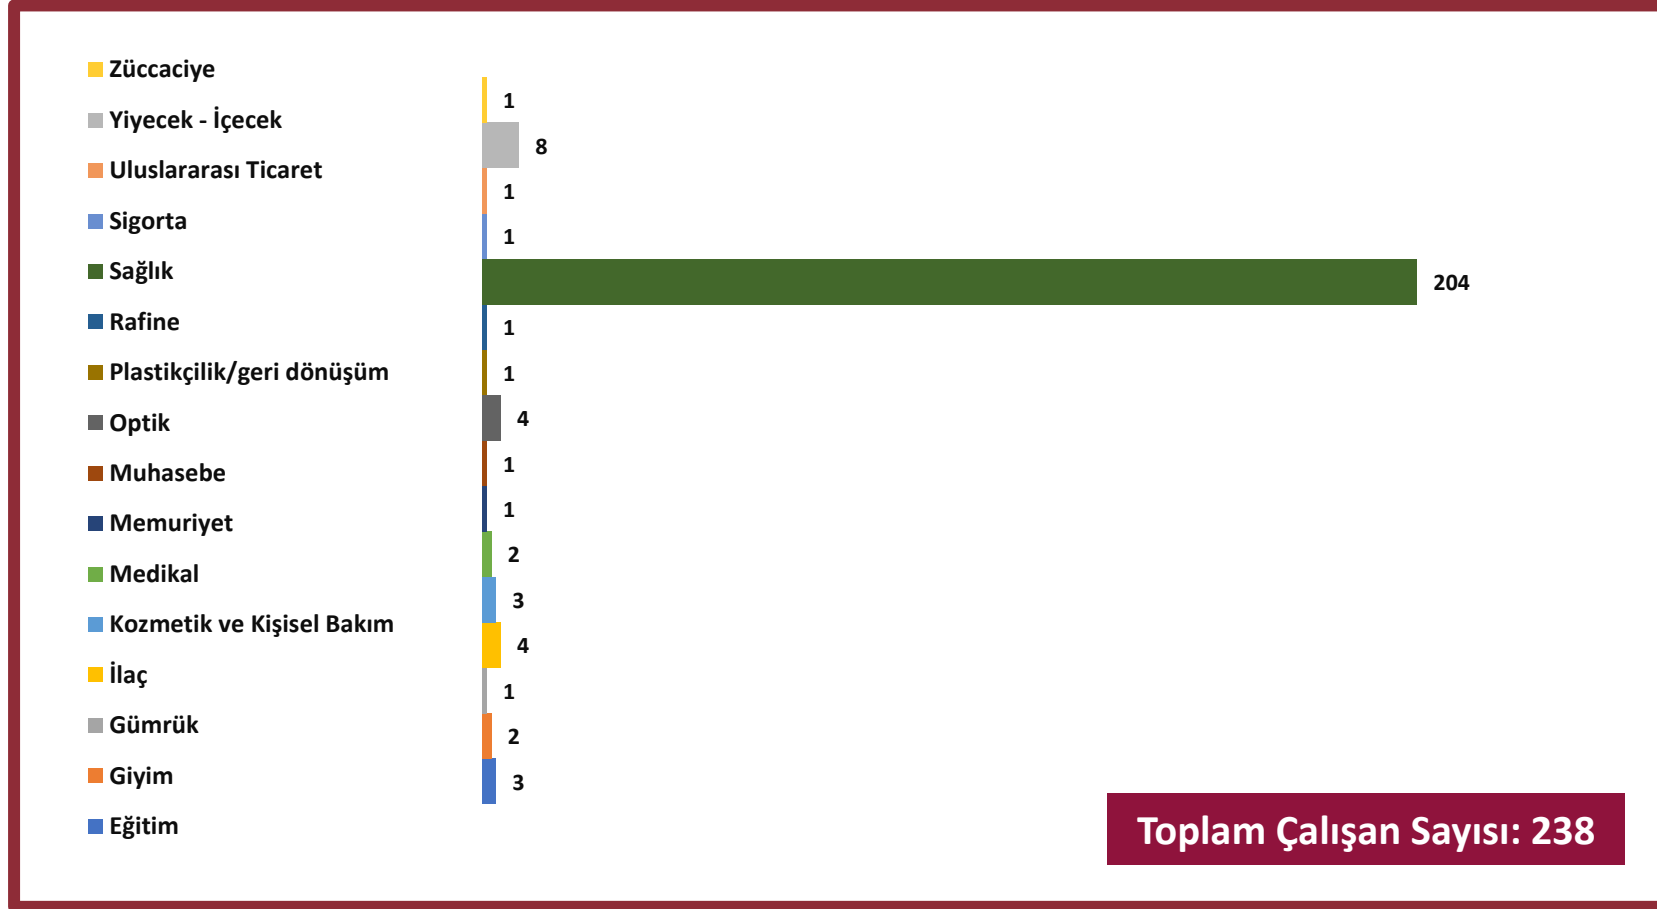 Züccaciye
Yiyecek - İçecek
Uluslararası Ticaret
Sigorta
Sağlık
Rafine
Plastikçilik/geri dönüşüm
Optik
Muhasebe
Memuriyet
Medikal
Kozmetik ve Kişisel Bakım
İlaç
Gümrük
Giyim
Eğitim
1
8
1
1
204
1
1
4
1
1
2
3
4
1
2
3
Toplam Çalışan Sayısı: 238